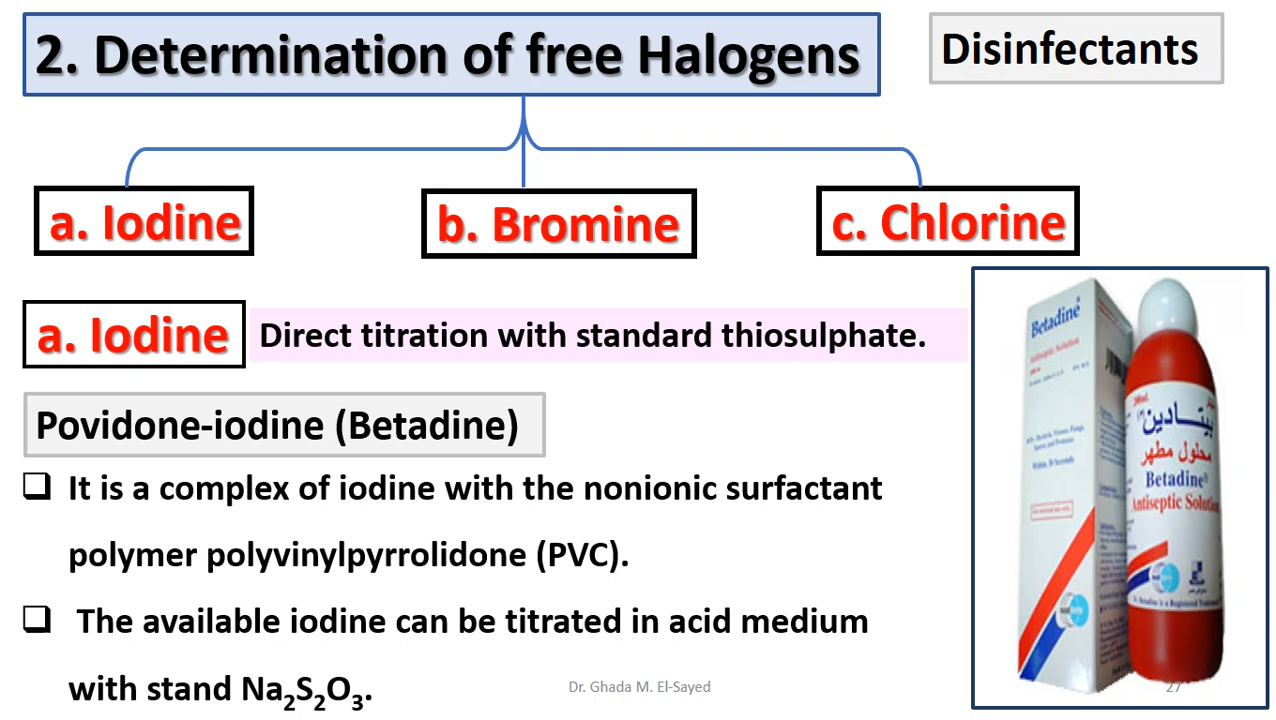 2. Determination of free Halogens
Disinfectants
a. Iodine
b. Bromine
c. Chlorine
a. Iodine
Direct titration with standard thiosulphate.
Povidone-iodine (Betadine)
❑ It is a complex of iodine with the nonionic surfactant
polymer polyvinylpyrrolidone (PVC).
❑ The available iodine can be titrated in acid medium
with stand Na₂S₂O₃.
Betadine
Antiseptic Solution
بيتادين
محلول مطهر
Betadine®
Antiseptic Solution
Dr. Ghada M. El-Sayed
27